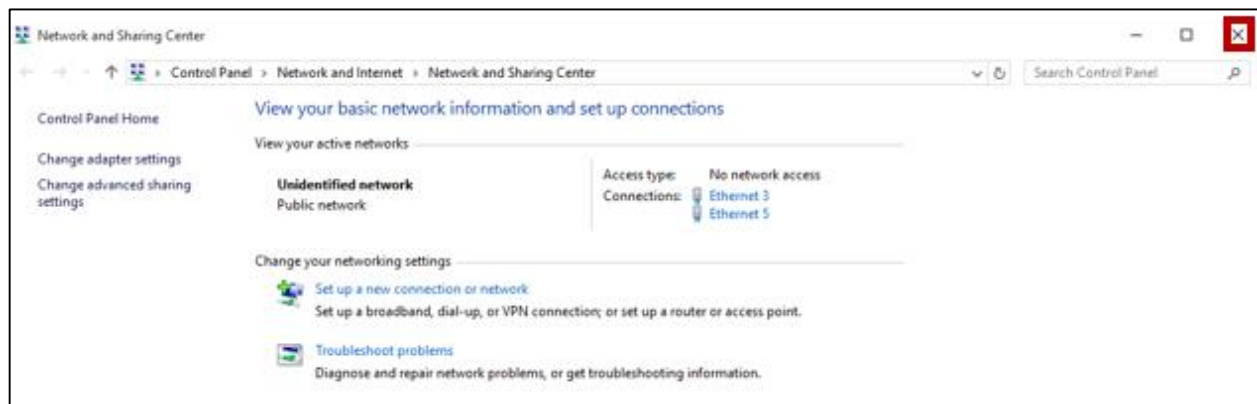 Network and Sharing Center
Control Panel > Network and Internet > Network and Sharing Center
Search Control Panel
Control Panel Home
Change adapter settings
Change advanced sharing
settings
View your basic network information and set up connections
View your active networks
Unidentified network
Public network
Access type: No network access
Connections: Ethernet 3
Ethernet 5
Change your networking settings
Set up a new connection or network
Set up a broadband, dial-up, or VPN connection; or set up a router or access point.
Troubleshoot problems
Diagnose and repair network problems, or get troubleshooting information.